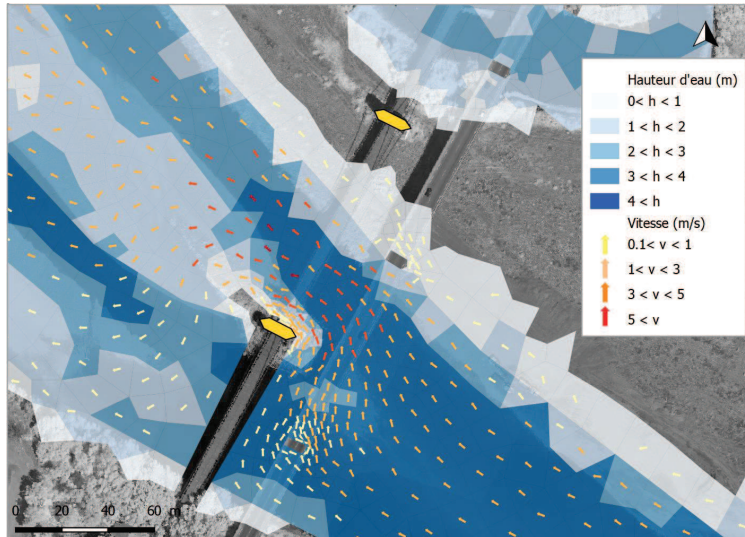 Hauteur d'eau (m)
0< h < 1
1 < h < 2
2 < h < 3
3 < h < 4
4 < h
Vitesse (m/s)
0.1< v < 1
1< v < 3
3 < v < 5
5 < v
0 20 40 60 m